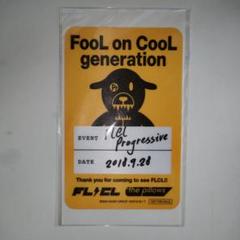 FooL on CooL
generation
EVENT Flcl
Progressive
DATE 2018.9.28
Thank you for coming to see FLCL!!
FLCL the pillows